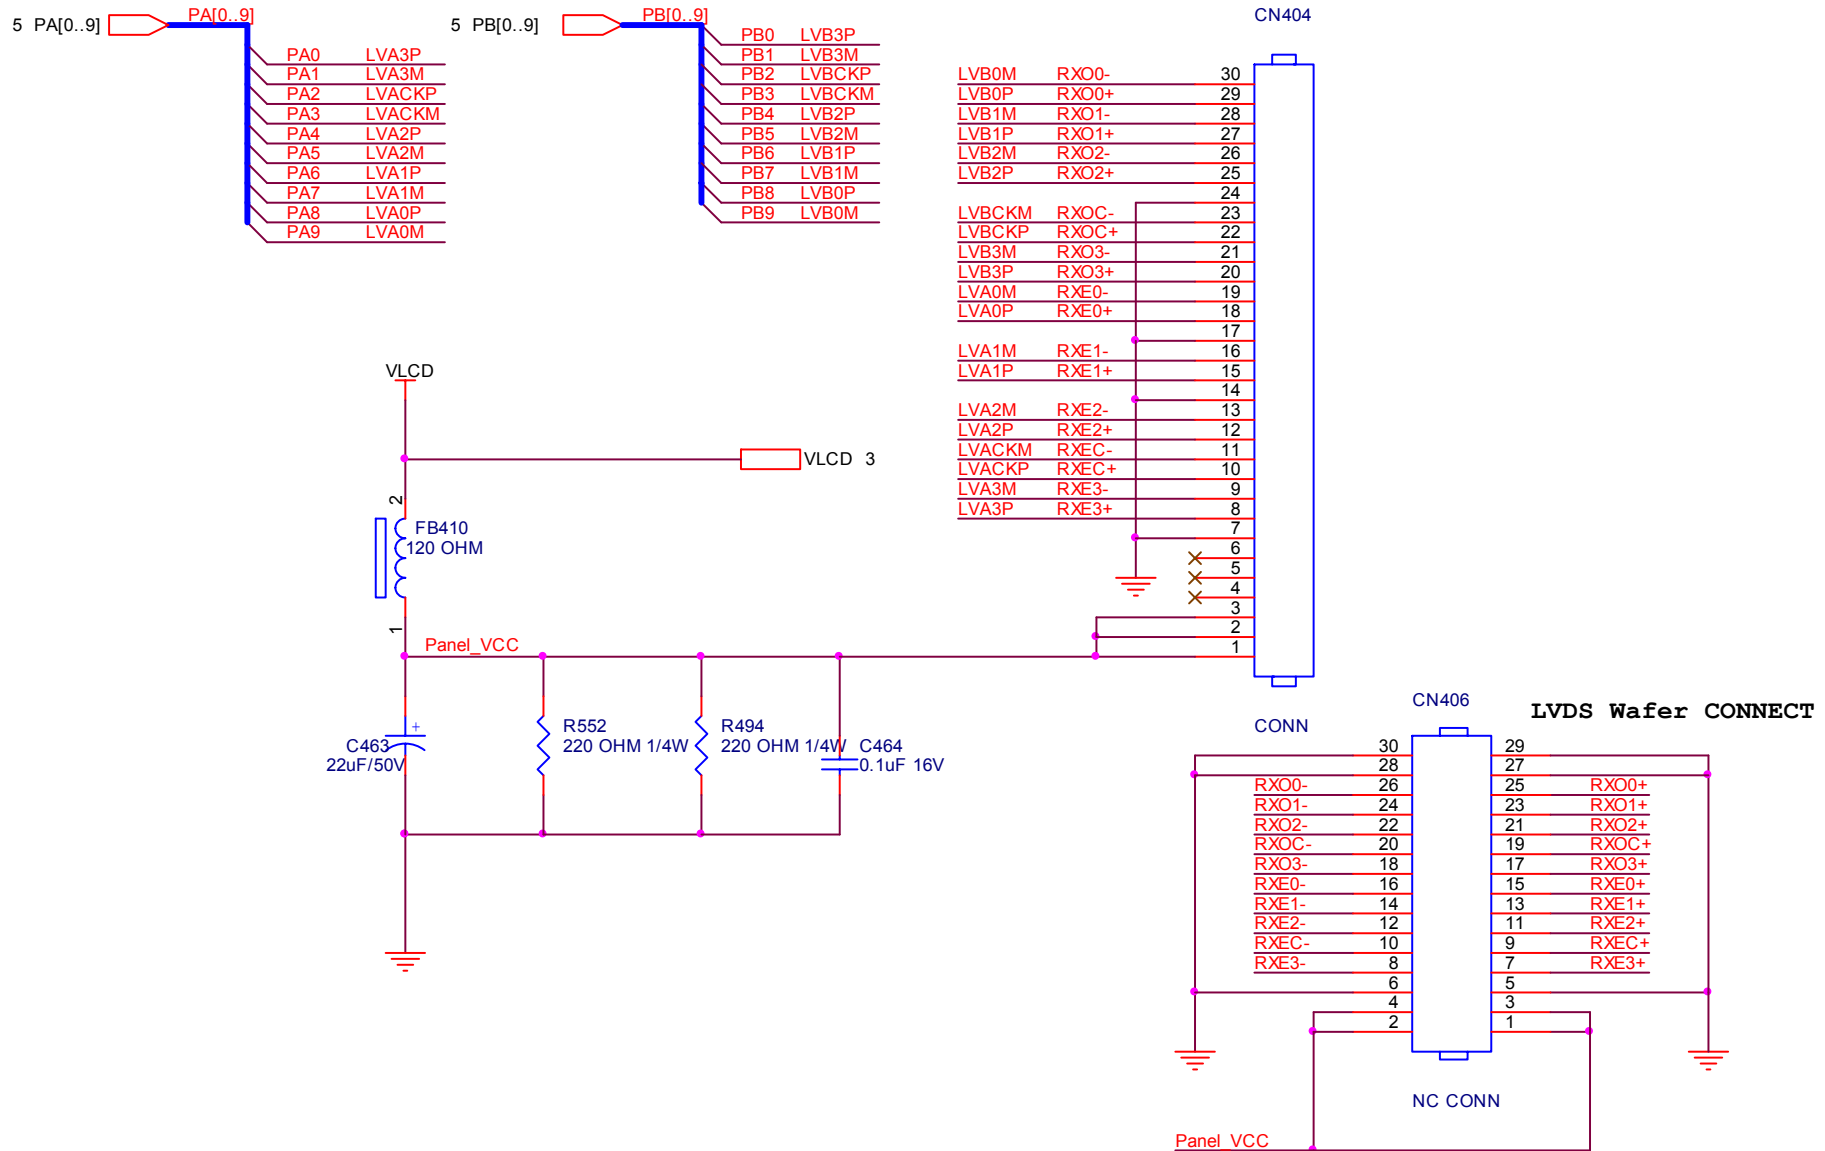 5 PA[0..9] PA[0..9]
PA0 LVA3P
PA1 LVA3M
PA2 LVACKP
PA3 LVACKM
PA4 LVA2P
PA5 LVA2M
PA6 LVA1P
PA7 LVA1M
PA8 LVA0P
PA9 LVA0M
5 PB[0..9] PB[0..9]
PB0 LVB3P
PB1 LVB3M
PB2 LVBCKP
PB3 LVBCKM
PB4 LVB2P
PB5 LVB2M
PB6 LVB1P
PB7 LVB1M
PB8 LVB0P
PB9 LVB0M
CN404
LVB0M RXO0- 30
LVB0P RXO0+ 29
LVB1M RXO1- 28
LVB1P RXO1+ 27
LVB2M RXO2- 26
LVB2P RXO2+ 25
24
LVBCKM RXOC- 23
LVBCKP RXOC+ 22
LVB3M RXO3- 21
LVB3P RXO3+ 20
LVA0M RXE0- 19
LVA0P RXE0+ 18
17
LVA1M RXE1- 16
LVA1P RXE1+ 15
14
LVA2M RXE2- 13
LVA2P RXE2+ 12
LVACKM RXEC- 11
LVACKP RXEC+ 10
LVA3M RXE3- 9
LVA3P RXE3+ 8
7
6
5
4
3
2
1
CONN
VLCD
VLCD 3
2
FB410
120 OHM
1
Panel_VCC
+
C463
22uF/50V
R552
220 OHM 1/4W
R494
220 OHM 1/4W
C464
0.1uF 16V
CN406
LVDS Wafer CONNECT
30 29
28 27
RXO0- 26 25 RXO0+
RXO1- 24 23 RXO1+
RXO2- 22 21 RXO2+
RXOC- 20 19 RXOC+
RXO3- 18 17 RXO3+
RXE0- 16 15 RXE0+
RXE1- 14 13 RXE1+
RXE2- 12 11 RXE2+
RXEC- 10 9 RXEC+
RXE3- 8 7 RXE3+
6 5
4 3
2 1
NC CONN
Panel_VCC